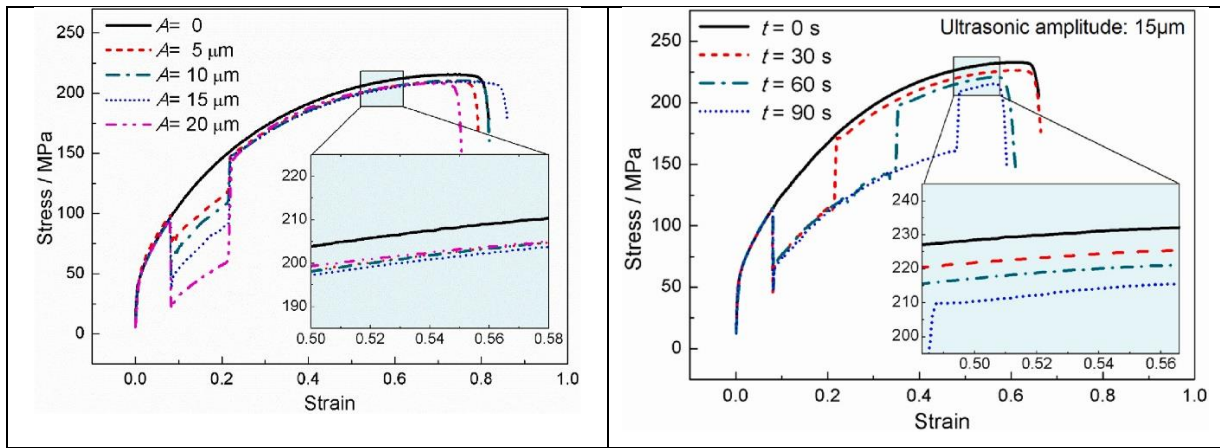 250
200
150
100
50
0
Stress / MPa
A= 0
A= 5 μm
A= 10 μm
A= 15 μm
A= 20 μm
220
210
200
190
0.50 0.52 0.54 0.56 0.58
0.0 0.2 0.4 0.6 0.8 1.0
Strain
250
200
150
100
50
0
Stress / MPa
Ultrasonic amplitude: 15μm
t = 0 s
t = 30 s
t = 60 s
t = 90 s
240
230
220
210
200
0.50 0.52 0.54 0.56
0.0 0.2 0.4 0.6 0.8 1.0
Strain